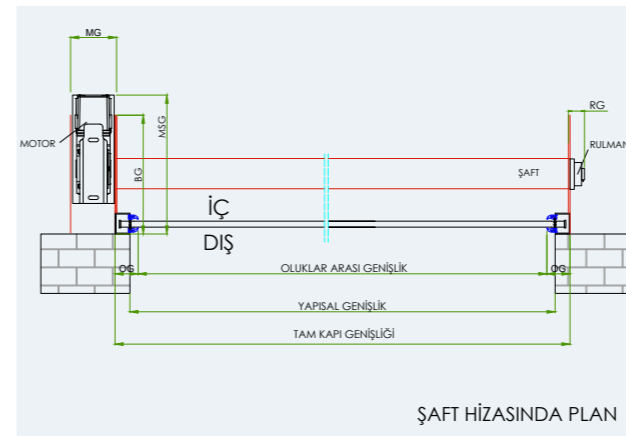 MG
RG
MOTOR
MSG
BG
ŞAFT
RULMAN
İÇ
DIŞ
OG
OLUKLAR ARASI GENİŞLİK
OG
YAPISAL GENİŞLİK
TAM KAPI GENİŞLİĞİ
ŞAFT HİZASINDA PLAN